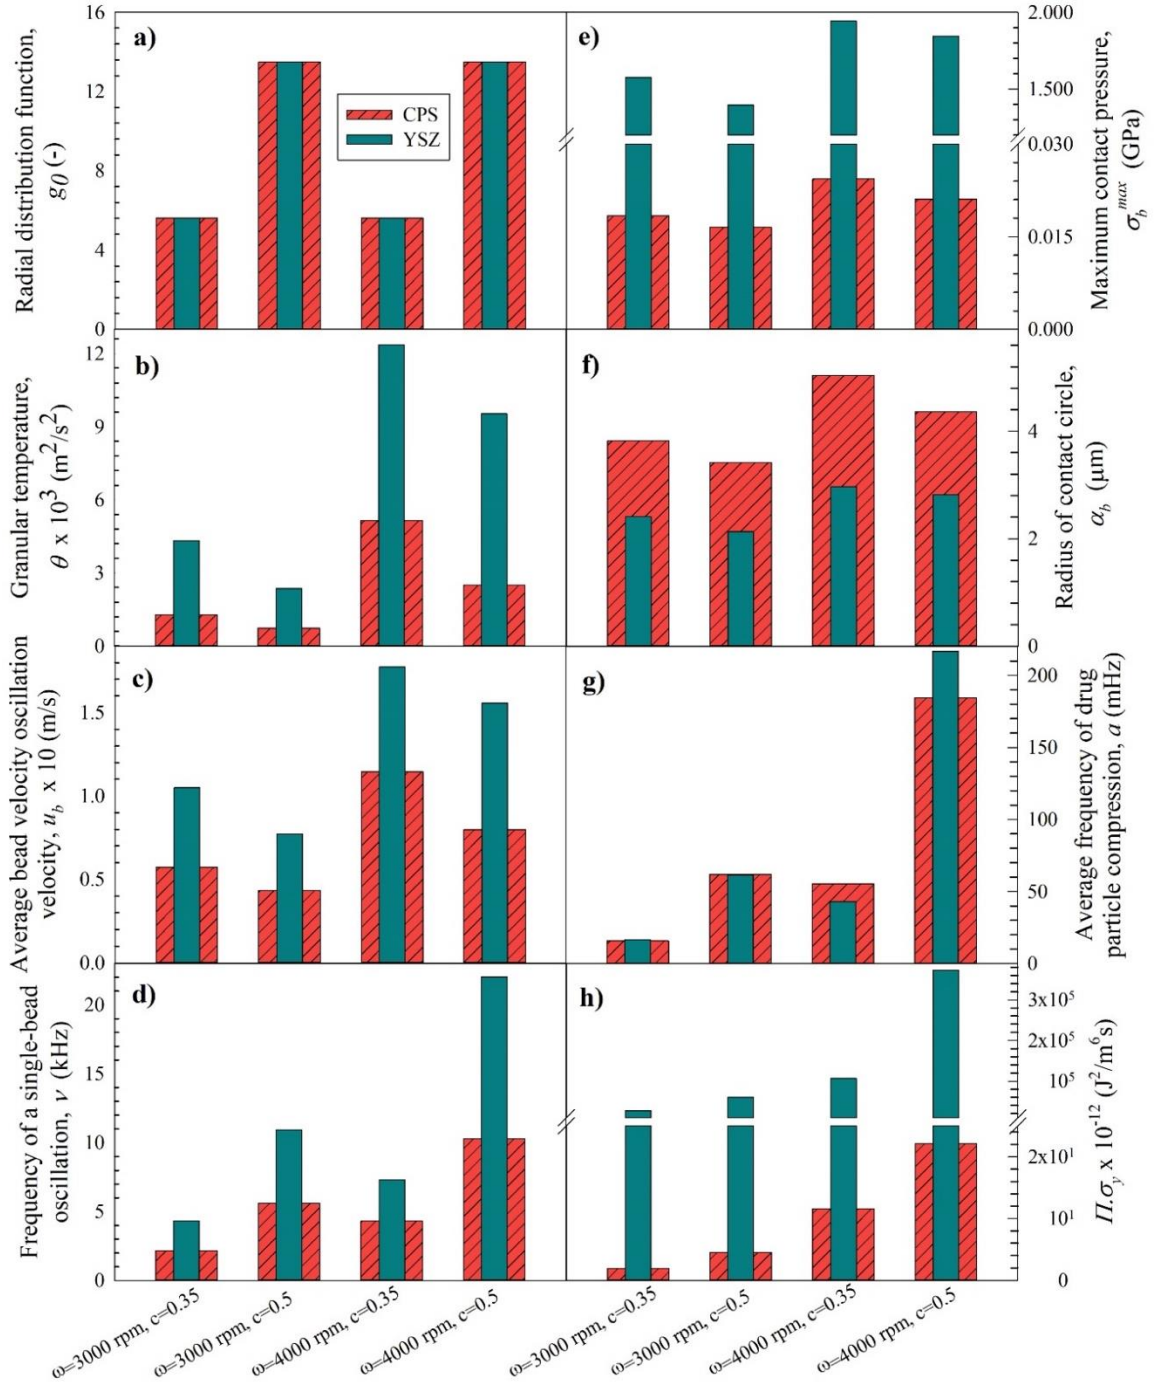 Radial distribution function,
g0 (-)
16
12
8
4
0
a)
CPS
YSZ
e)
2.000
1.500
0.030
0.015
0.000
Maximum contact pressure,
σb^max (GPa)
Granular temperature,
θ x 10^3 (m^2/s^2)
12
9
6
3
0
b)
f)
4
2
0
Radius of contact circle,
αb (μm)
Average bead velocity oscillation
velocity, ub x 10 (m/s)
1.5
1.0
0.5
0.0
c)
g)
200
150
100
50
0
Average frequency of drug
particle compression, a (mHz)
Frequency of a single-bead
oscillation, ν (kHz)
20
15
10
5
0
d)
h)
3x10^5
2x10^5
10^5
2x10^1
10^1
0
Π.σy x 10^-12 (J^2/m^6s)
ω=3000 rpm, c=0.35
ω=3000 rpm, c=0.5
ω=4000 rpm, c=0.35
ω=4000 rpm, c=0.5
ω=3000 rpm, c=0.35
ω=3000 rpm, c=0.5
ω=4000 rpm, c=0.35
ω=4000 rpm, c=0.5